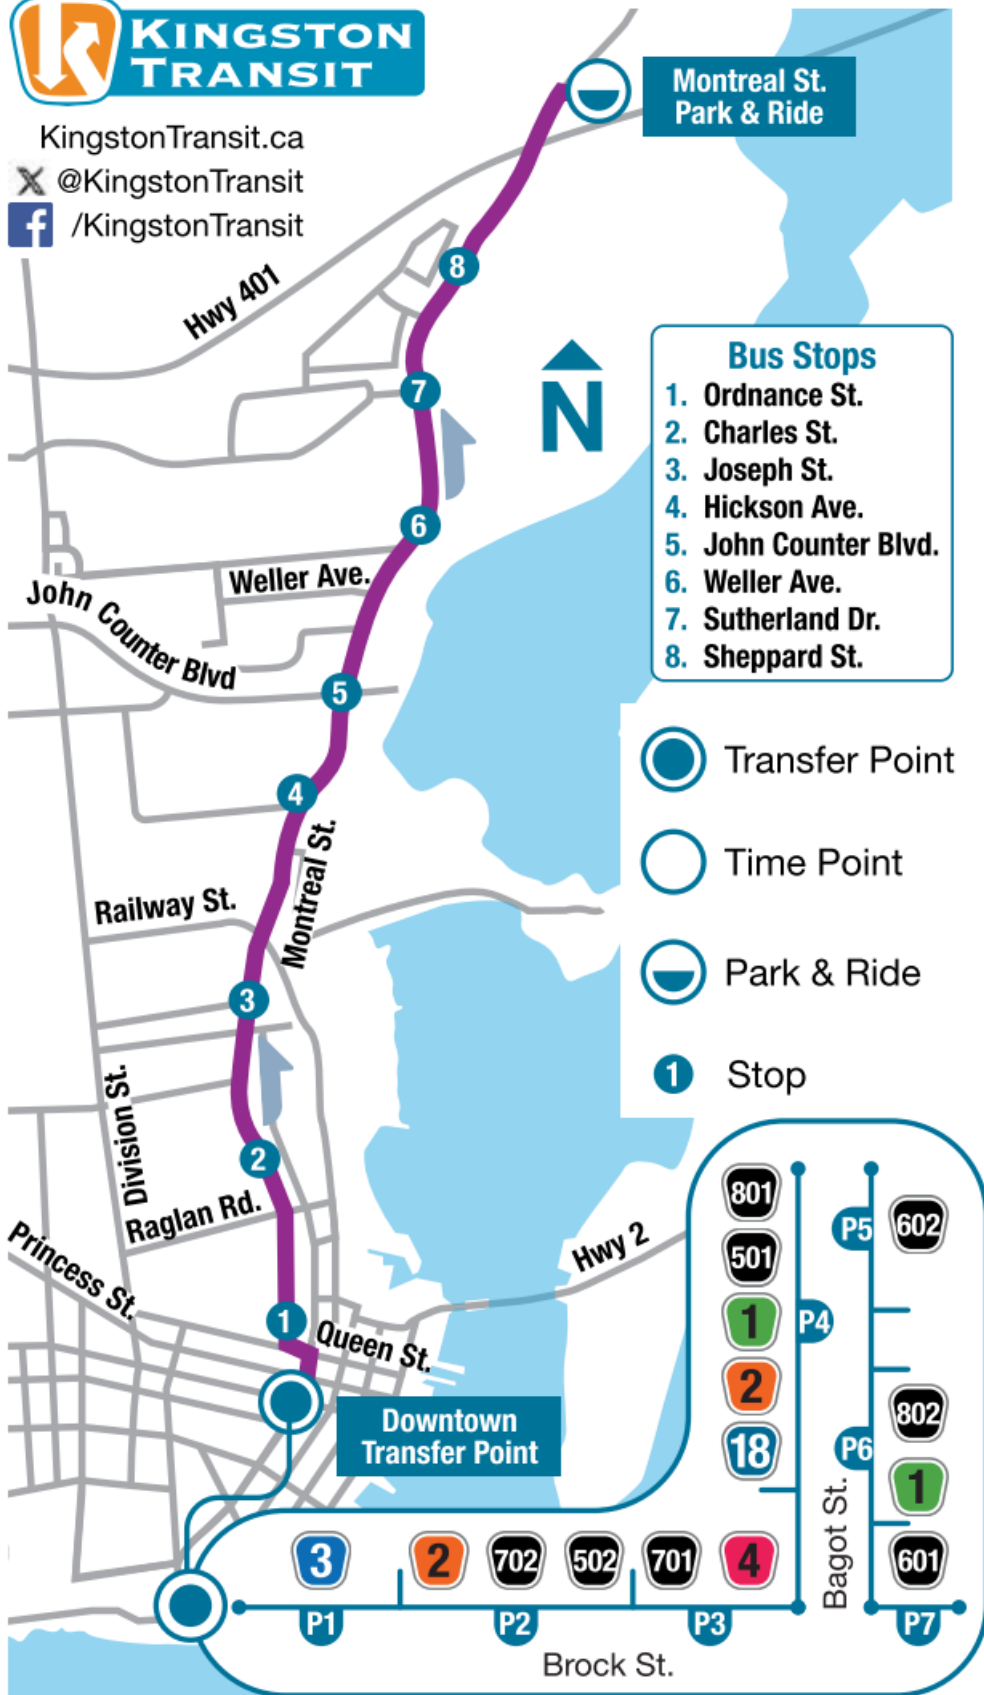 KINGSTON
TRANSIT
KingstonTransit.ca
X @KingstonTransit
f /KingstonTransit
Montreal St.
Park & Ride
Hwy 401
8
N
7
6
Weller Ave.
John Counter Blvd
5
4
Montreal St.
Railway St.
3
Division St.
2
Raglan Rd.
Princess St.
1
Queen St.
Hwy 2
Downtown
Transfer Point
Bus Stops
1. Ordnance St.
2. Charles St.
3. Joseph St.
4. Hickson Ave.
5. John Counter Blvd.
6. Weller Ave.
7. Sutherland Dr.
8. Sheppard St.
Transfer Point
Time Point
Park & Ride
1 Stop
801
501
1
2
18
P4
P5
602
802
P6
1
601
Bagot St.
3
2
702
502
701
4
P1
P2
P3
P7
Brock St.